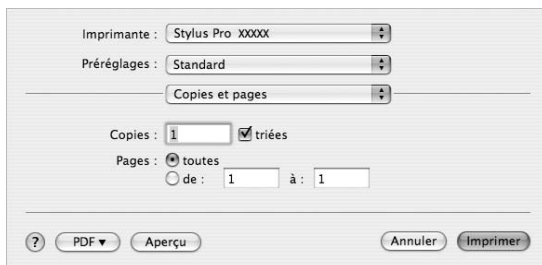 Imprimante : Stylus Pro XXXXX
Préréglages : Standard
Copies et pages
Copies : 1 triées
Pages : toutes
de : 1 à : 1
? PDF ▼ Aperçu Annuler Imprimer